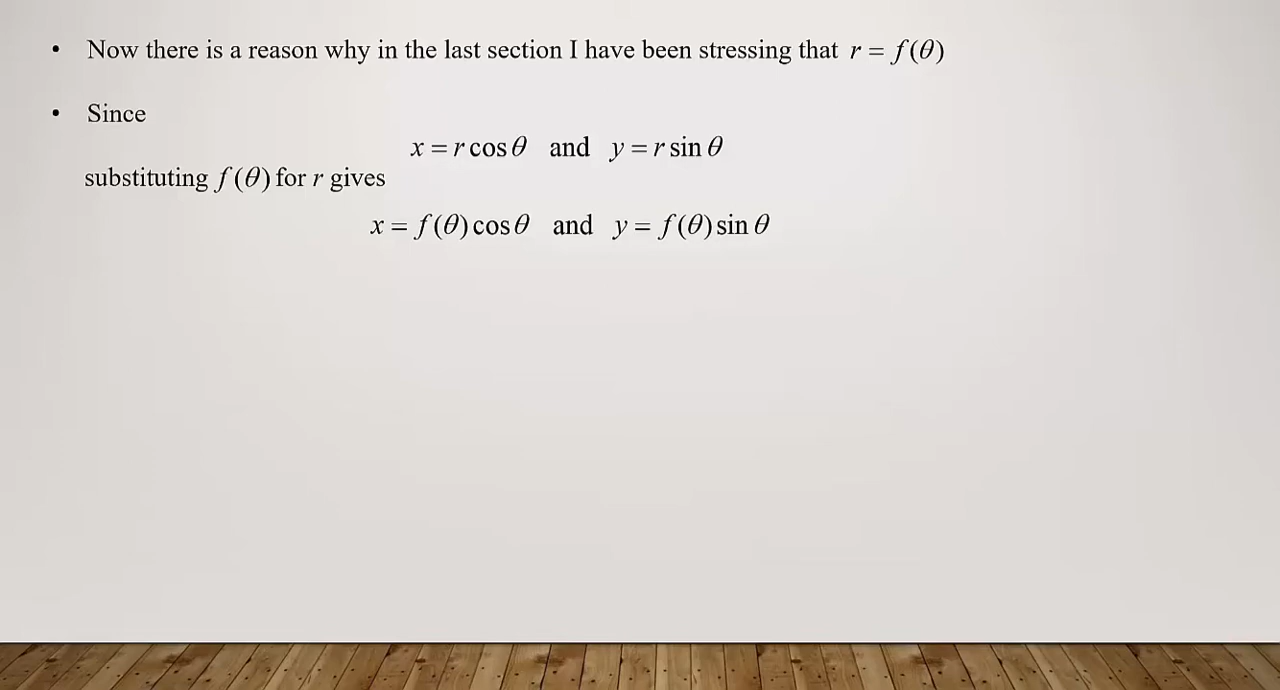 • Now there is a reason why in the last section I have been stressing that r = f(θ)
• Since
x = r cos θ and y = r sin θ
substituting f(θ) for r gives
x = f(θ) cos θ and y = f(θ) sin θ